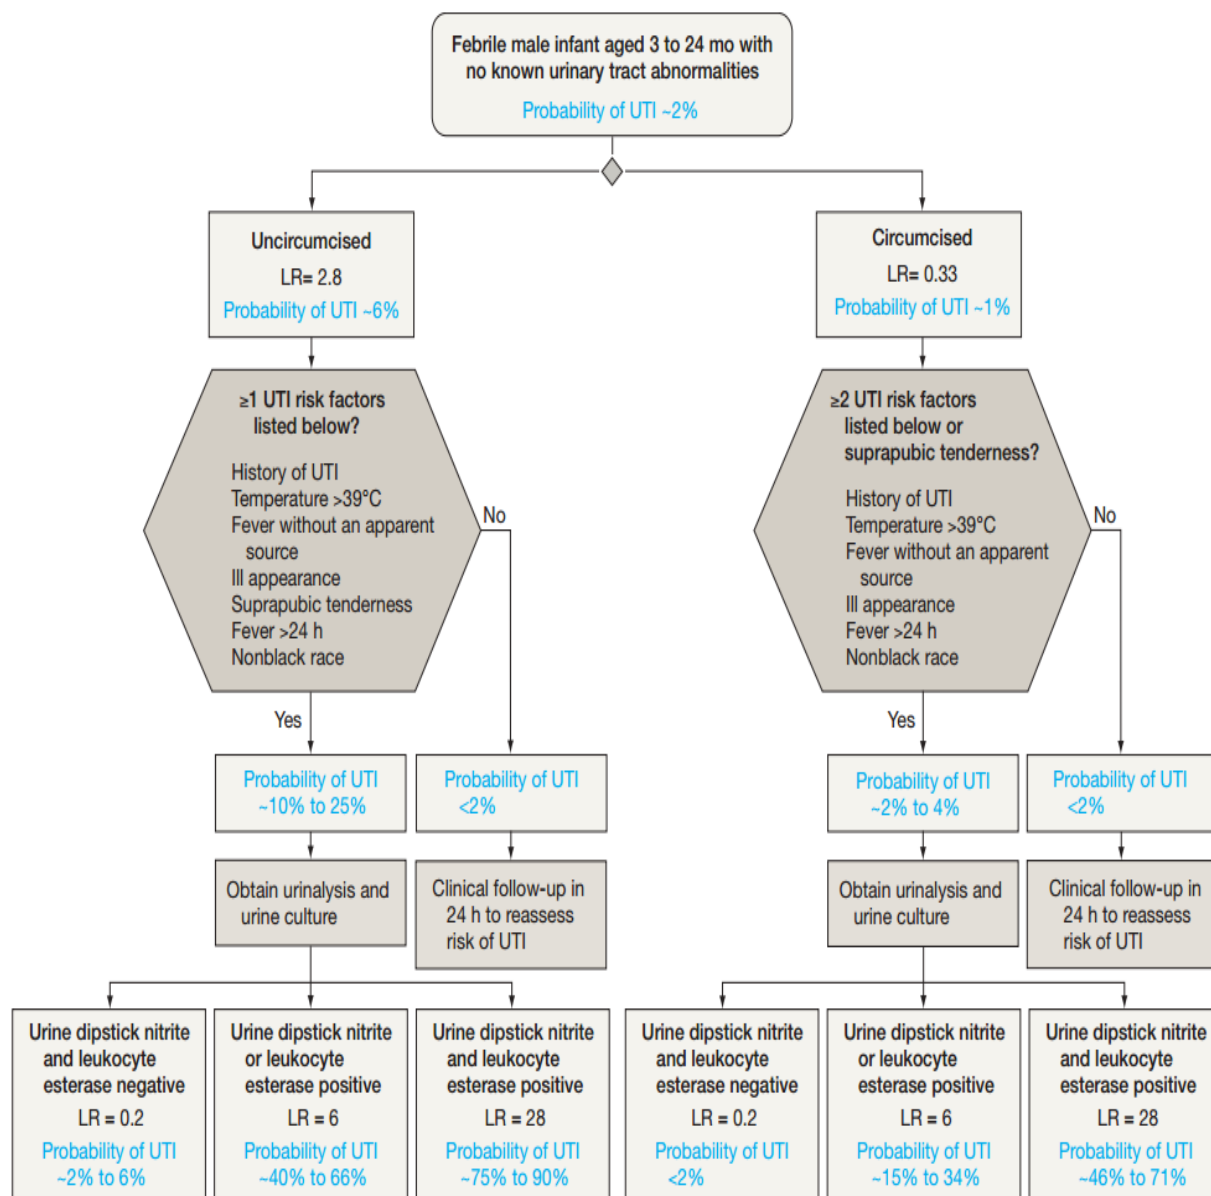 Febrile male infant aged 3 to 24 mo with
no known urinary tract abnormalities
Probability of UTI ~2%
Uncircumcised
LR= 2.8
Probability of UTI ~6%
Circumcised
LR= 0.33
Probability of UTI ~1%
≥1 UTI risk factors
listed below?
History of UTI
Temperature >39°C
Fever without an apparent
source
Ill appearance
Suprapubic tenderness
Fever >24 h
Nonblack race
No
Yes
≥2 UTI risk factors
listed below or
suprapubic tenderness?
History of UTI
Temperature >39°C
Fever without an apparent
source
Ill appearance
Fever >24 h
Nonblack race
No
Yes
Probability of UTI
~10% to 25%
Probability of UTI
<2%
Probability of UTI
~2% to 4%
Probability of UTI
<2%
Obtain urinalysis and
urine culture
Clinical follow-up in
24 h to reassess
risk of UTI
Obtain urinalysis and
urine culture
Clinical follow-up in
24 h to reassess
risk of UTI
Urine dipstick nitrite
and leukocyte
esterase negative
LR = 0.2
Probability of UTI
~2% to 6%
Urine dipstick nitrite
or leukocyte
esterase positive
LR = 6
Probability of UTI
~40% to 66%
Urine dipstick nitrite
and leukocyte
esterase positive
LR = 28
Probability of UTI
~75% to 90%
Urine dipstick nitrite
and leukocyte
esterase negative
LR = 0.2
Probability of UTI
<2%
Urine dipstick nitrite
or leukocyte
esterase positive
LR = 6
Probability of UTI
~15% to 34%
Urine dipstick nitrite
and leukocyte
esterase positive
LR = 28
Probability of UTI
~46% to 71%